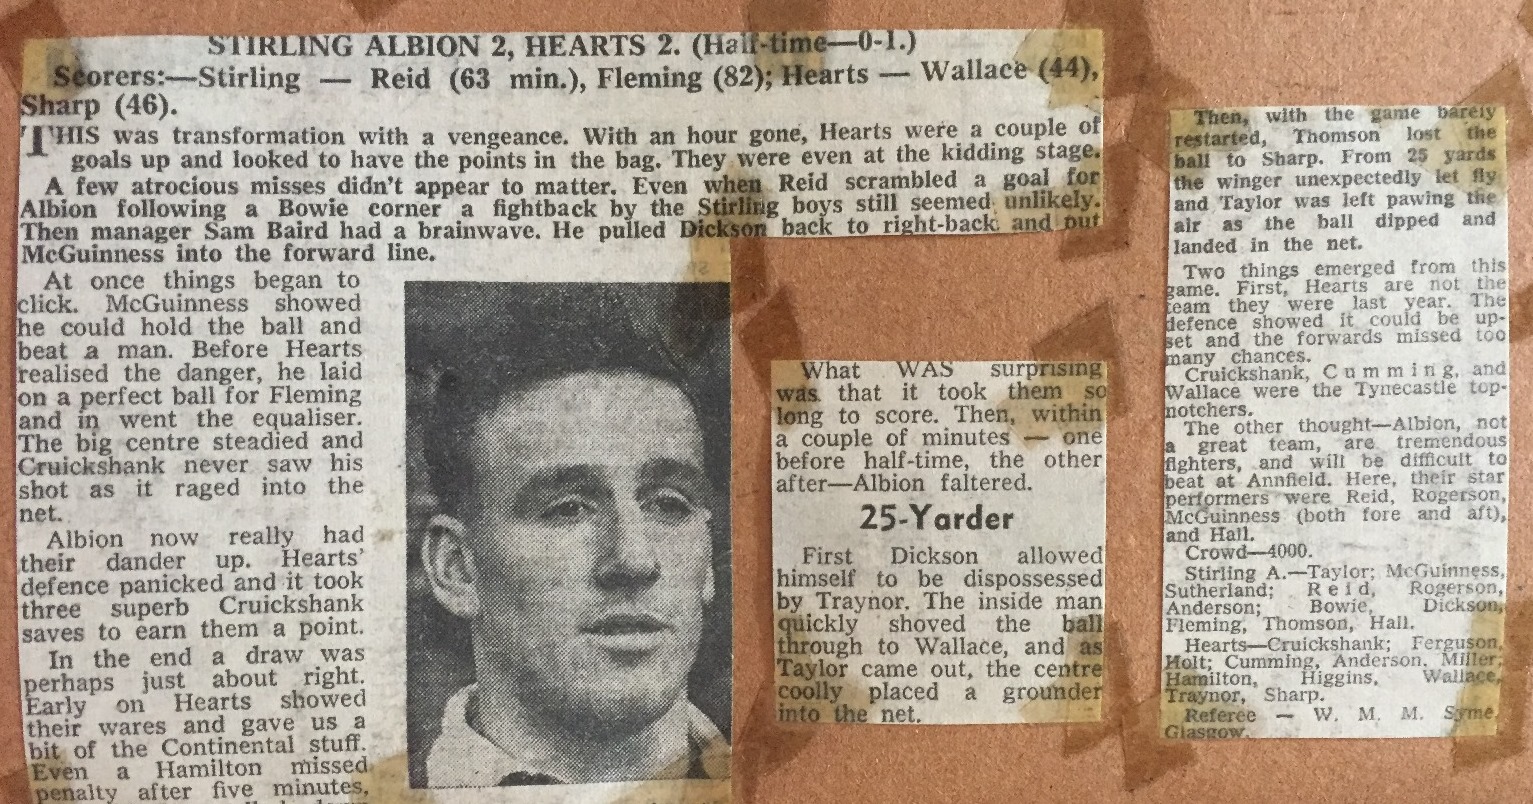 STIRLING ALBION 2, HEARTS 2. (Half-time—0-1.)
Scorers:—Stirling — Reid (63 min.), Fleming (82); Hearts — Wallace (44),
Sharp (46).
THIS was transformation with a vengeance. With an hour gone, Hearts were a couple of
goals up and looked to have the points in the bag. They were even at the kidding stage.
A few atrocious misses didn't appear to matter. Even when Reid scrambled a goal for
Albion following a Bowie corner a fightback by the Stirling boys still seemed unlikely.
Then manager Sam Baird had a brainwave. He pulled Dickson back to right-back and put
McGuinness into the forward line.
At once things began to
click. McGuinness showed
he could hold the ball and
beat a man. Before Hearts
realised the danger, he laid
on a perfect ball for Fleming
and in went the equaliser.
The big centre steadied and
Cruickshank never saw his
shot as it raged into the
net.
Albion now really had
their dander up. Hearts'
defence panicked and it took
three superb Cruickshank
saves to earn them a point.
In the end a draw was
perhaps just about right.
Early on Hearts showed
their wares and gave us a
bit of the Continental stuff.
Even a Hamilton missed
penalty after five minutes,
What WAS surprising
was that it took them so
long to score. Then, within
a couple of minutes — one
before half-time, the other
after—Albion faltered.
25-Yarder
First Dickson allowed
himself to be dispossessed
by Traynor. The inside man
quickly shoved the ball
through to Wallace, and as
Taylor came out, the centre
coolly placed a grounder
into the net.
Then, with the game barely
restarted, Thomson lost the
ball to Sharp. From 25 yards
the winger unexpectedly let fly
and Taylor was left pawing the
air as the ball dipped and
landed in the net.
Two things emerged from this
game. First, Hearts are not the
team they were last year. The
defence showed it could be up-
set and the forwards missed too
many chances.
Cruickshank, Cumming, and
Wallace were the Tynecastle top-
notchers.
The other thought—Albion, not
a great team, are tremendous
fighters, and will be difficult to
beat at Annfield. Here, their star
performers were Reid, Rogerson,
McGuinness (both fore and aft),
and Hall.
Crowd—4000.
Stirling A.—Taylor; McGuinness,
Sutherland; Reid, Rogerson,
Anderson; Bowie, Dickson,
Fleming, Thomson, Hall.
Hearts—Cruickshank; Ferguson,
Holt; Cumming, Anderson, Miller;
Hamilton, Higgins, Wallace,
Traynor, Sharp.
Referee — W. M. M. Syme,
Glasgow.